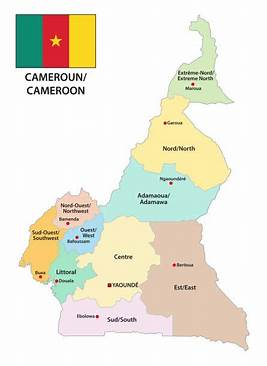 CAMEROUN/
CAMEROON
Extrême-Nord/
Extreme North
Maroua
Garoua
Nord/North
Ngaoundéré
Adamaoua/
Adamawa
Nord-Ouest/
Northwest
Bamenda
Ouest/
West
Bafoussam
Sud-Ouest/
Southwest
Buea
Littoral
Douala
Centre
YAOUNDÉ
Bertoua
Est/East
Ebolowa
Sud/South